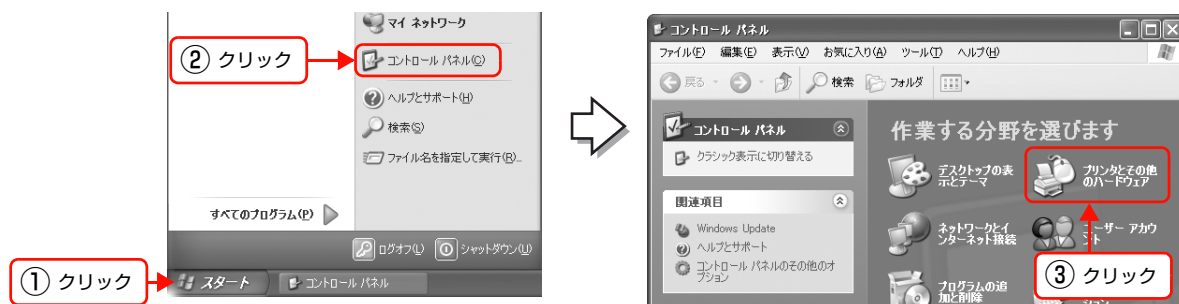 マイ ネットワーク
② クリック
コントロール パネル(C)
ヘルプとサポート(H)
検索(S)
ファイル名を指定して実行(R)...
すべてのプログラム(P)
ログオフ(L)
シャットダウン(U)
① クリック
スタート
コントロール パネル
コントロール パネル
ファイル(F) 編集(E) 表示(V) お気に入り(A) ツール(T) ヘルプ(H)
戻る 検索 フォルダ
コントロール パネル
クラシック表示に切り替える
関連項目
Windows Update
ヘルプとサポート
コントロール パネルのその他のオ
プション
作業する分野を選びます
デスクトップの表
示とテーマ
プリンタとその他
のハードウェア
ネットワークとイ
ンターネット接続
ユーザー アカウ
ント
プログラムの追
加と削除
③ クリック